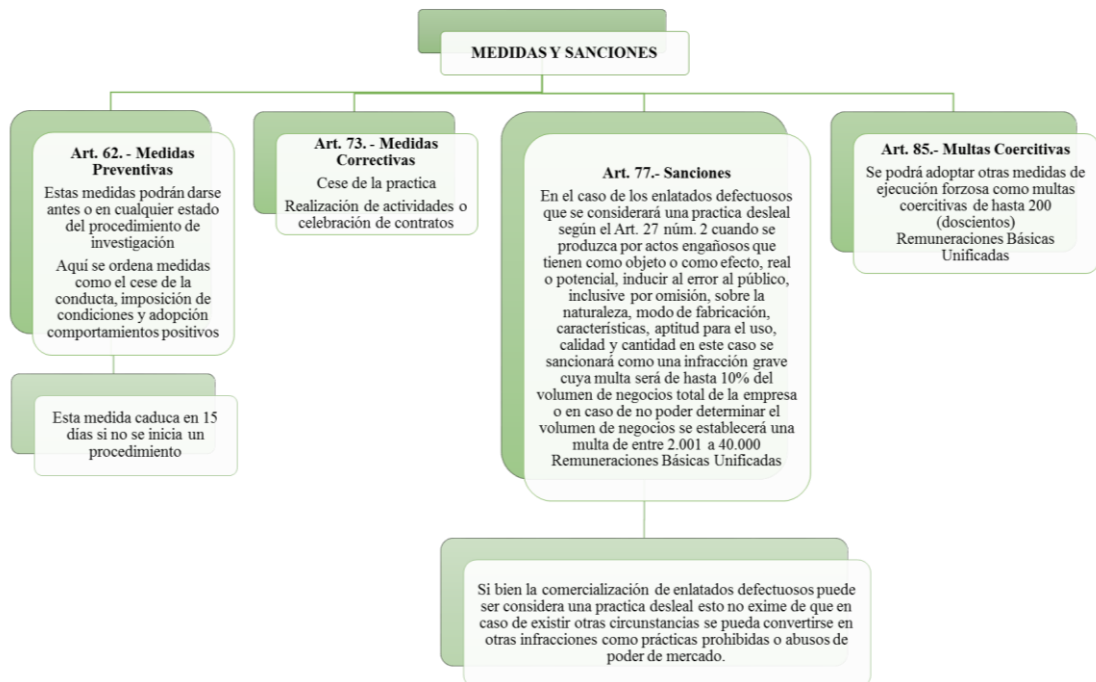 MEDIDAS Y SANCIONES
Art. 62. - Medidas
Preventivas
Estas medidas podrán darse
antes o en cualquier estado
del procedimiento de
investigación
Aquí se ordena medidas
como el cese de la
conducta, imposición de
condiciones y adopción
comportamientos positivos
Esta medida caduca en 15
días si no se inicia un
procedimiento
Art. 73. - Medidas
Correctivas
Cese de la practica
Realización de actividades o
celebración de contratos
Art. 77.- Sanciones
En el caso de los enlatados defectuosos
que se considerará una practica desleal
según el Art. 27 núm. 2 cuando se
produzca por actos engañosos que
tienen como objeto o como efecto, real
o potencial, inducir al error al público,
inclusive por omisión, sobre la
naturaleza, modo de fabricación,
características, aptitud para el uso,
calidad y cantidad en este caso se
sancionará como una infracción grave
cuya multa será de hasta 10% del
volumen de negocios total de la empresa
o en caso de no poder determinar el
volumen de negocios se establecerá una
multa de entre 2.001 a 40.000
Remuneraciones Básicas Unificadas
Si bien la comercialización de enlatados defectuosos puede
ser considera una practica desleal esto no exime de que en
caso de existir otras circunstancias se pueda convertirse en
otras infracciones como prácticas prohibidas o abusos de
poder de mercado.
Art. 85.- Multas Coercitivas
Se podrá adoptar otras medidas de
ejecución forzosa como multas
coercitivas de hasta 200
(doscientos)
Remuneraciones Básicas
Unificadas